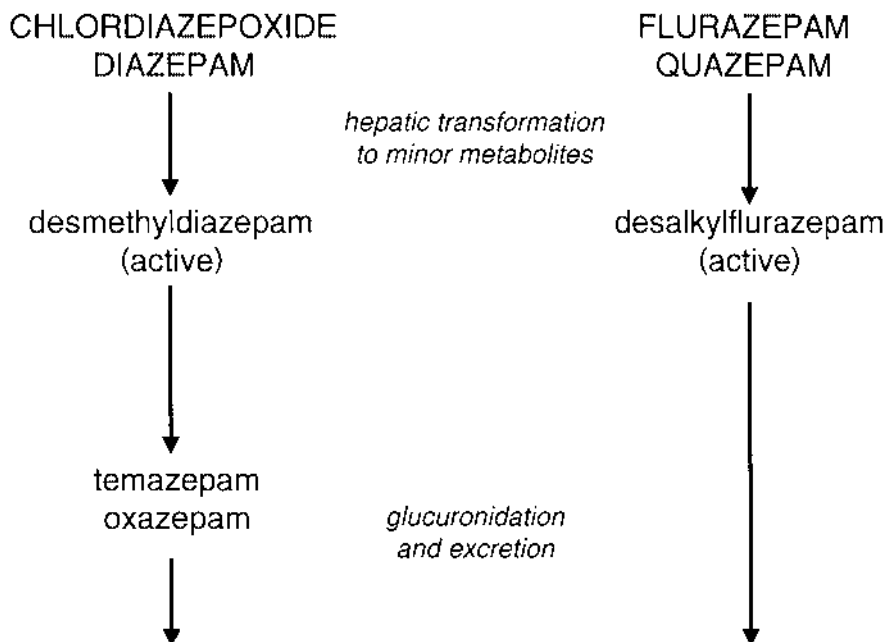 CHLORDIAZEPOXIDE
DIAZEPAM
FLURAZEPAM
QUAZEPAM
hepatic transformation
to minor metabolites
desmethyldiazepam
(active)
desalkylflurazepam
(active)
temazepam
oxazepam
glucuronidation
and excretion